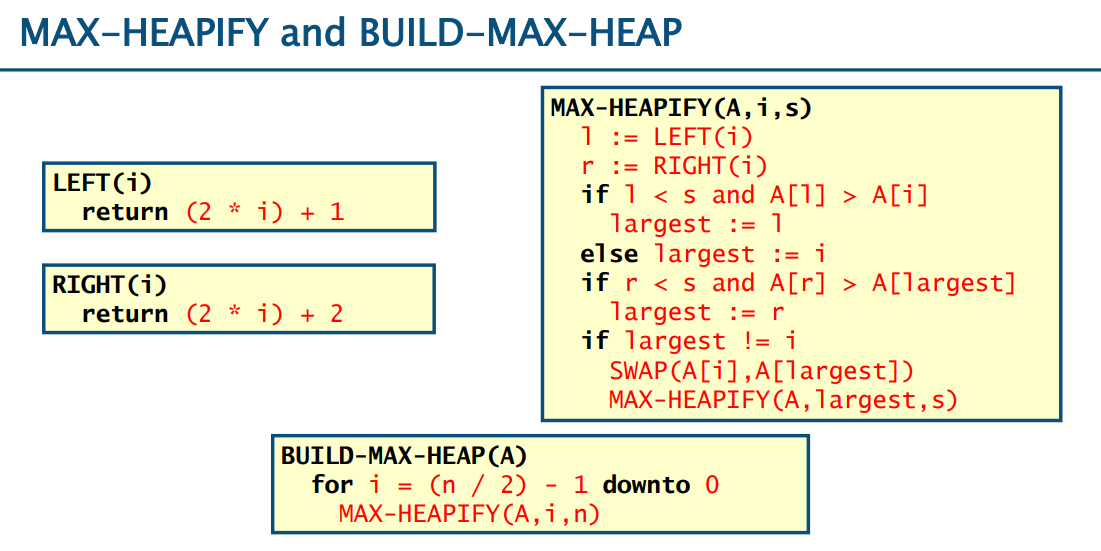 MAX-HEAPIFY and BUILD-MAX-HEAP
LEFT(i)
return (2 * i) + 1
RIGHT(i)
return (2 * i) + 2
MAX-HEAPIFY(A,i,s)
l := LEFT(i)
r := RIGHT(i)
if l < s and A[l] > A[i]
largest := l
else largest := i
if r < s and A[r] > A[largest]
largest := r
if largest != i
SWAP(A[i],A[largest])
MAX-HEAPIFY(A,largest,s)
BUILD-MAX-HEAP(A)
for i = (n / 2) - 1 downto 0
MAX-HEAPIFY(A,i,n)